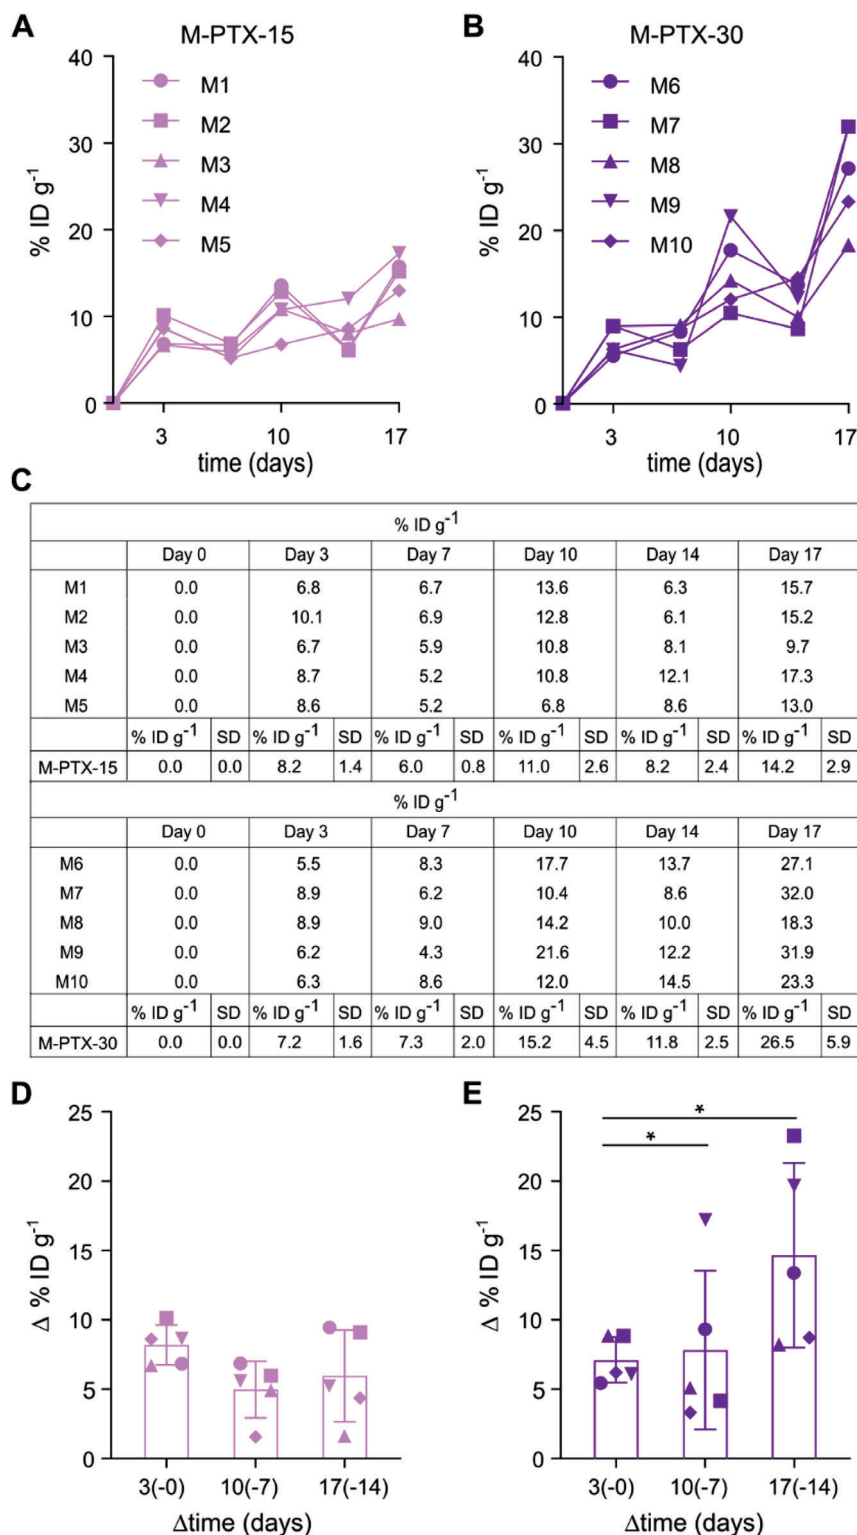 A
M-PTX-15
40
30
20
10
0
% ID g-1
M1
M2
M3
M4
M5
3
10
17
time (days)
B
M-PTX-30
40
30
20
10
0
% ID g-1
M6
M7
M8
M9
M10
3
10
17
time (days)
C
% ID g-1
Day 0 Day 3 Day 7 Day 10 Day 14 Day 17
M1 0.0 6.8 6.7 13.6 6.3 15.7
M2 0.0 10.1 6.9 12.8 6.1 15.2
M3 0.0 6.7 5.9 10.8 8.1 9.7
M4 0.0 8.7 5.2 10.8 12.1 17.3
M5 0.0 8.6 5.2 6.8 8.6 13.0
% ID g-1 SD % ID g-1 SD % ID g-1 SD % ID g-1 SD % ID g-1 SD % ID g-1 SD
M-PTX-15 0.0 0.0 8.2 1.4 6.0 0.8 11.0 2.6 8.2 2.4 14.2 2.9
% ID g-1
Day 0 Day 3 Day 7 Day 10 Day 14 Day 17
M6 0.0 5.5 8.3 17.7 13.7 27.1
M7 0.0 8.9 6.2 10.4 8.6 32.0
M8 0.0 8.9 9.0 14.2 10.0 18.3
M9 0.0 6.2 4.3 21.6 12.2 31.9
M10 0.0 6.3 8.6 12.0 14.5 23.3
% ID g-1 SD % ID g-1 SD % ID g-1 SD % ID g-1 SD % ID g-1 SD % ID g-1 SD
M-PTX-30 0.0 0.0 7.2 1.6 7.3 2.0 15.2 4.5 11.8 2.5 26.5 5.9
D
25
20
15
10
5
0
Δ % ID g-1
3(-0) 10(-7) 17(-14)
Δtime (days)
E
25
20
15
10
5
0
Δ % ID g-1
*
*
3(-0) 10(-7) 17(-14)
Δtime (days)